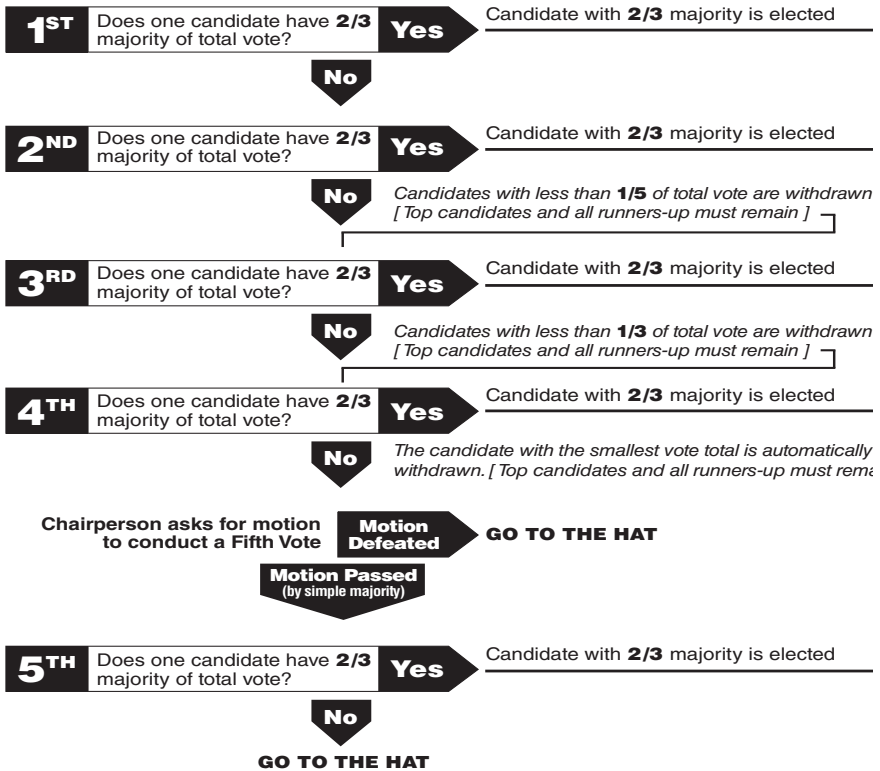 1ST
Does one candidate have 2/3
majority of total vote?
Yes
Candidate with 2/3 majority is elected
No
2ND
Does one candidate have 2/3
majority of total vote?
Yes
Candidate with 2/3 majority is elected
No
Candidates with less than 1/5 of total vote are withdrawn
[ Top candidates and all runners-up must remain ]
3RD
Does one candidate have 2/3
majority of total vote?
Yes
Candidate with 2/3 majority is elected
No
Candidates with less than 1/3 of total vote are withdrawn
[ Top candidates and all runners-up must remain ]
4TH
Does one candidate have 2/3
majority of total vote?
Yes
Candidate with 2/3 majority is elected
No
The candidate with the smallest vote total is automatically
withdrawn. [ Top candidates and all runners-up must
Chairperson asks for motion
to conduct a Fifth Vote
Motion
Defeated
GO TO THE HAT
Motion Passed
(by simple majority)
5TH
Does one candidate have 2/3
majority of total vote?
Yes
Candidate with 2/3 majority is elected
No
GO TO THE HAT